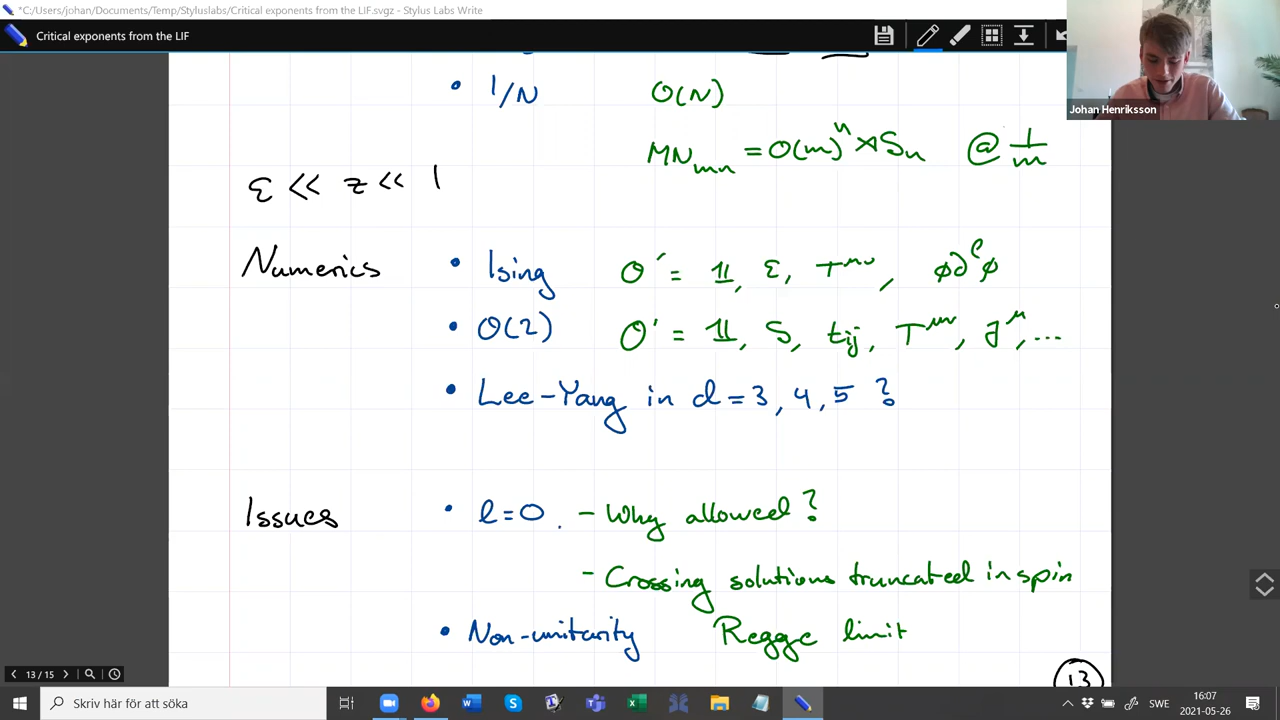 *C:/Users/johan/Documents/Temp/Styluslabs/Critical exponents from the LIF.svgz - Stylus Labs Write
Critical exponents from the LIF
Johan Henriksson
• 1/N O(N)
MN_mn = O(m)^n ⋊ S_n @ 1/m
ε << z << 1
Numerics • Ising O' = 𝟙, ε, T^μν, φ∂^ℓφ
• O(2) O' = 𝟙, S, t_ij, T^μν, J^μ, ...
• Lee-Yang in d = 3, 4, 5 ?
Issues • l=0. - Why allowed?
- Crossing solutions truncated in spin
• Non-unitarity Regge limit
13
13 / 15
Skriv här för att söka
SWE
16:07
2021-05-26